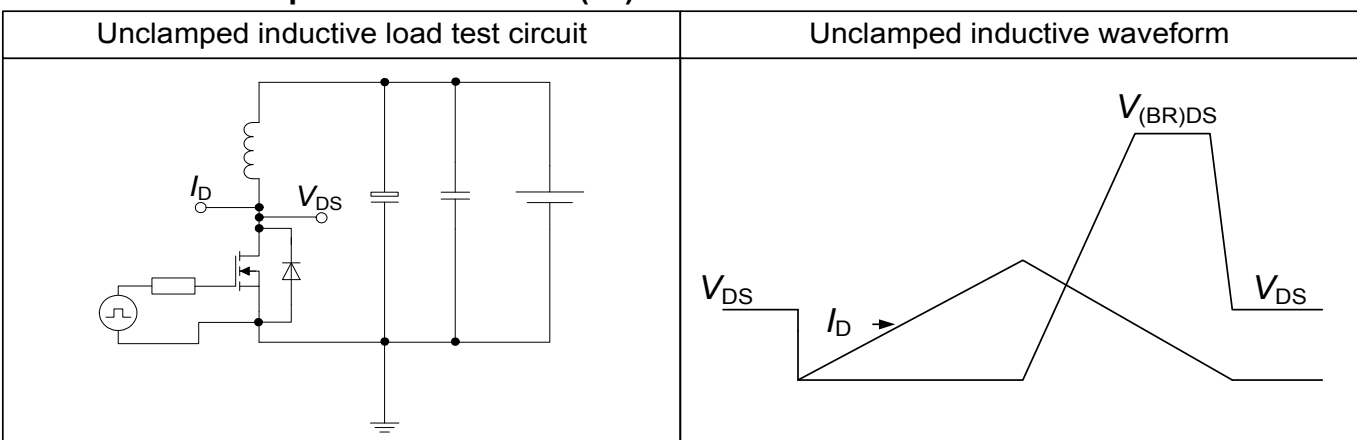 Unclamped inductive load test circuit
Unclamped inductive waveform
V(BR)DS
ID
VDS
VDS
ID
VDS